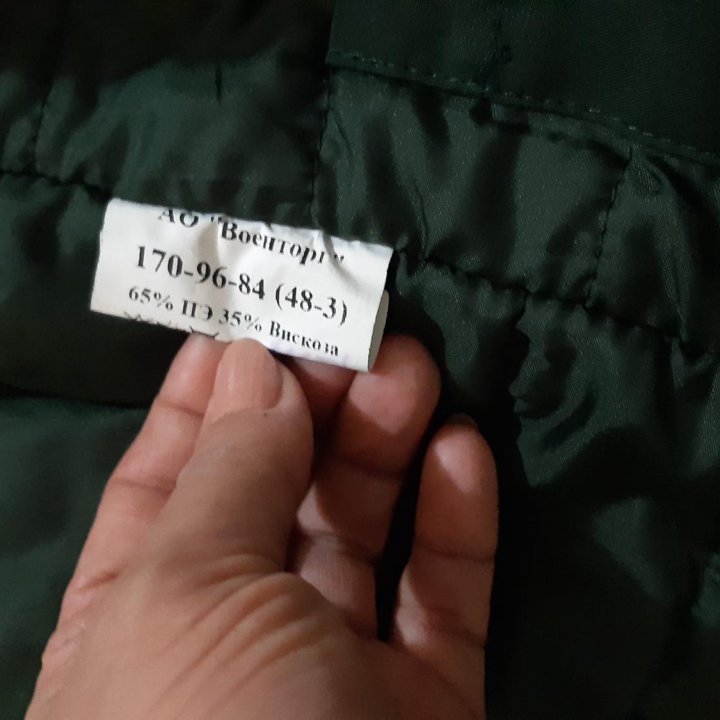 АО "Военторг"
170-96-84 (48-3)
65% ПЭ 35% Вискоза